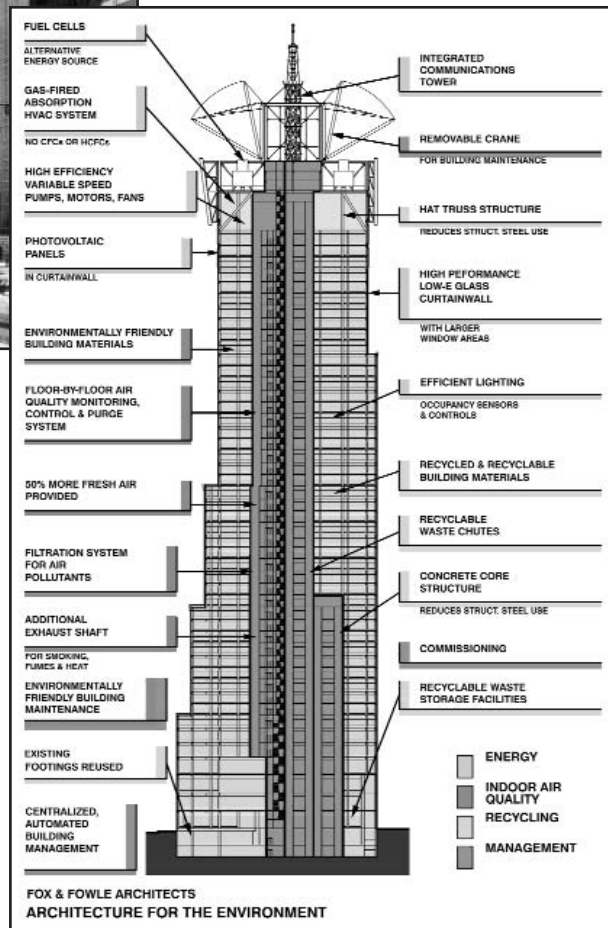 FUEL CELLS
ALTERNATIVE
ENERGY SOURCE
GAS-FIRED
ABSORPTION
HVAC SYSTEM
NO CFCs OR HCFCs
HIGH EFFICIENCY
VARIABLE SPEED
PUMPS, MOTORS, FANS
PHOTOVOLTAIC
PANELS
IN CURTAINWALL
ENVIRONMENTALLY FRIENDLY
BUILDING MATERIALS
FLOOR-BY-FLOOR AIR
QUALITY MONITORING,
CONTROL & PURGE
SYSTEM
50% MORE FRESH AIR
PROVIDED
FILTRATION SYSTEM
FOR AIR
POLLUTANTS
ADDITIONAL
EXHAUST SHAFT
FOR SMOKING,
FUMES & HEAT
ENVIRONMENTALLY
FRIENDLY BUILDING
MAINTENANCE
EXISTING
FOOTINGS REUSED
CENTRALIZED,
AUTOMATED
BUILDING
MANAGEMENT
INTEGRATED
COMMUNICATIONS
TOWER
REMOVABLE CRANE
FOR BUILDING MAINTENANCE
HAT TRUSS STRUCTURE
REDUCES STRUCT. STEEL USE
HIGH PEFORMANCE
LOW-E GLASS
CURTAINWALL
WITH LARGER
WINDOW AREAS
EFFICIENT LIGHTING
OCCUPANCY SENSORS
& CONTROLS
RECYCLED & RECYCLABLE
BUILDING MATERIALS
RECYCLABLE
WASTE CHUTES
CONCRETE CORE
STRUCTURE
REDUCES STRUCT. STEEL USE
COMMISSIONING
RECYCLABLE WASTE
STORAGE FACILITIES
ENERGY
INDOOR AIR
QUALITY
RECYCLING
MANAGEMENT
FOX & FOWLE ARCHITECTS
ARCHITECTURE FOR THE ENVIRONMENT